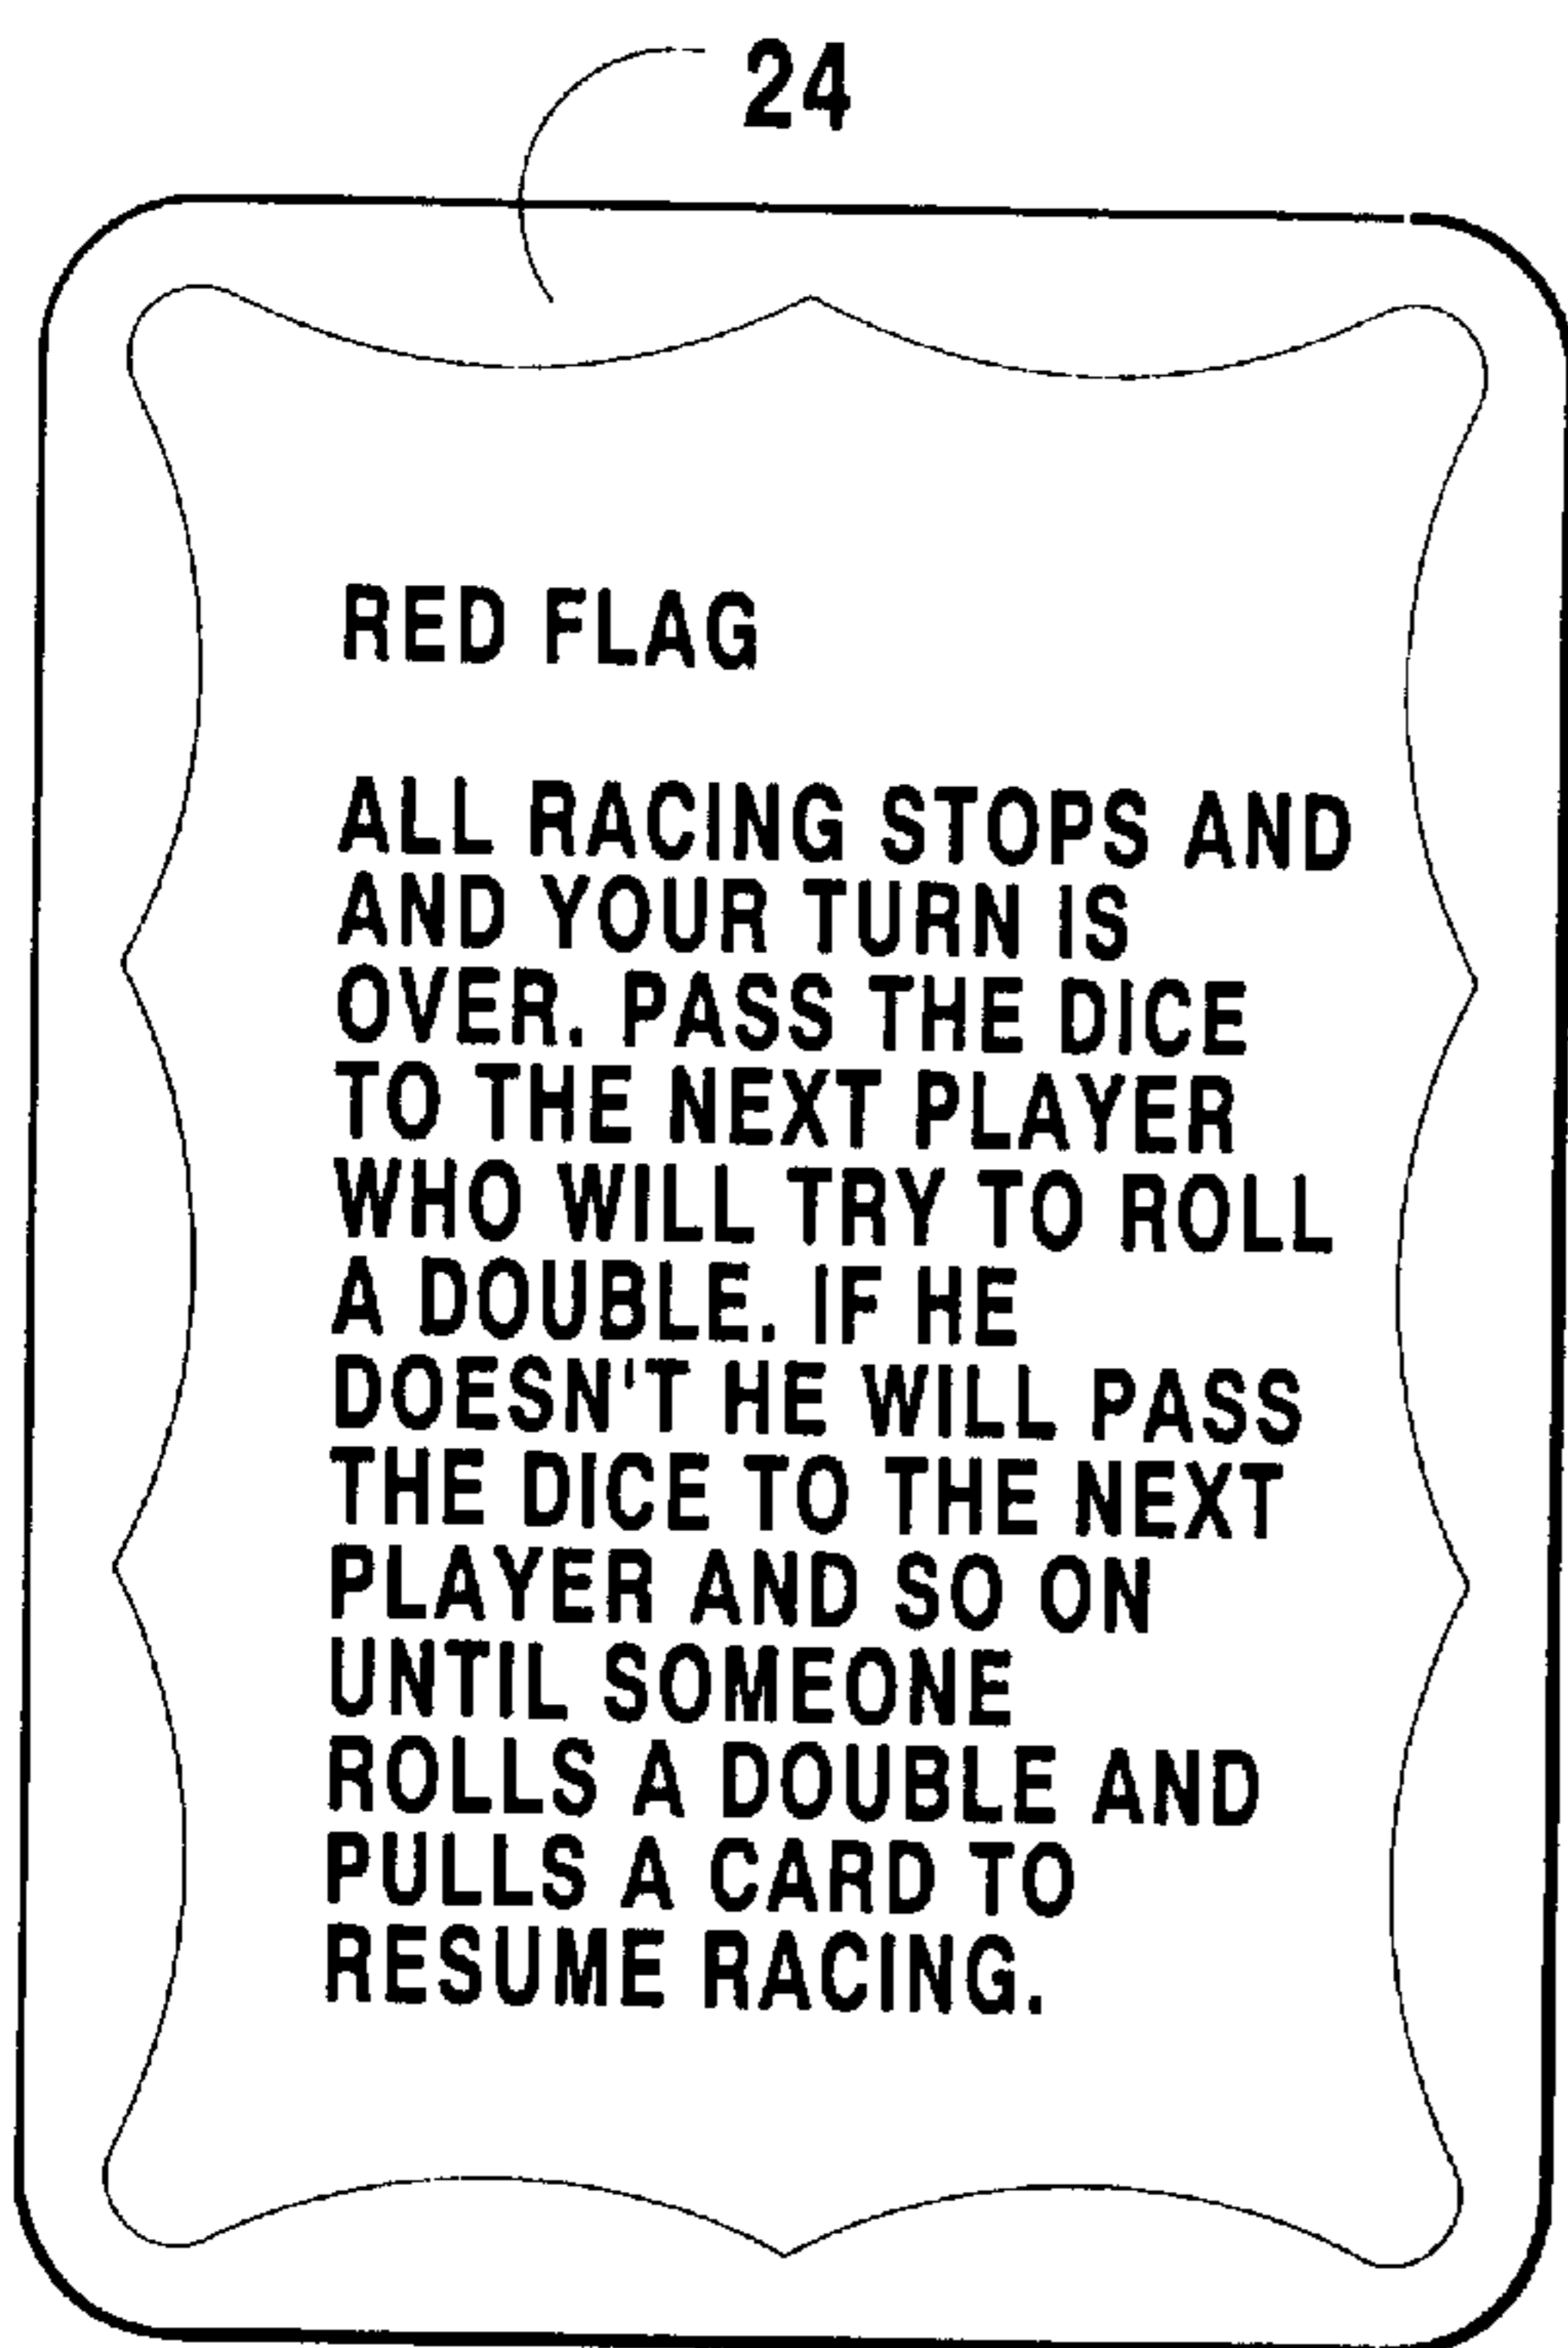 24
RED FLAG
ALL RACING STOPS AND
AND YOUR TURN IS
OVER. PASS THE DICE
TO THE NEXT PLAYER
WHO WILL TRY TO ROLL
A DOUBLE. IF HE
DOESN'T HE WILL PASS
THE DICE TO THE NEXT
PLAYER AND SO ON
UNTIL SOMEONE
ROLLS A DOUBLE AND
PULLS A CARD TO
RESUME RACING.